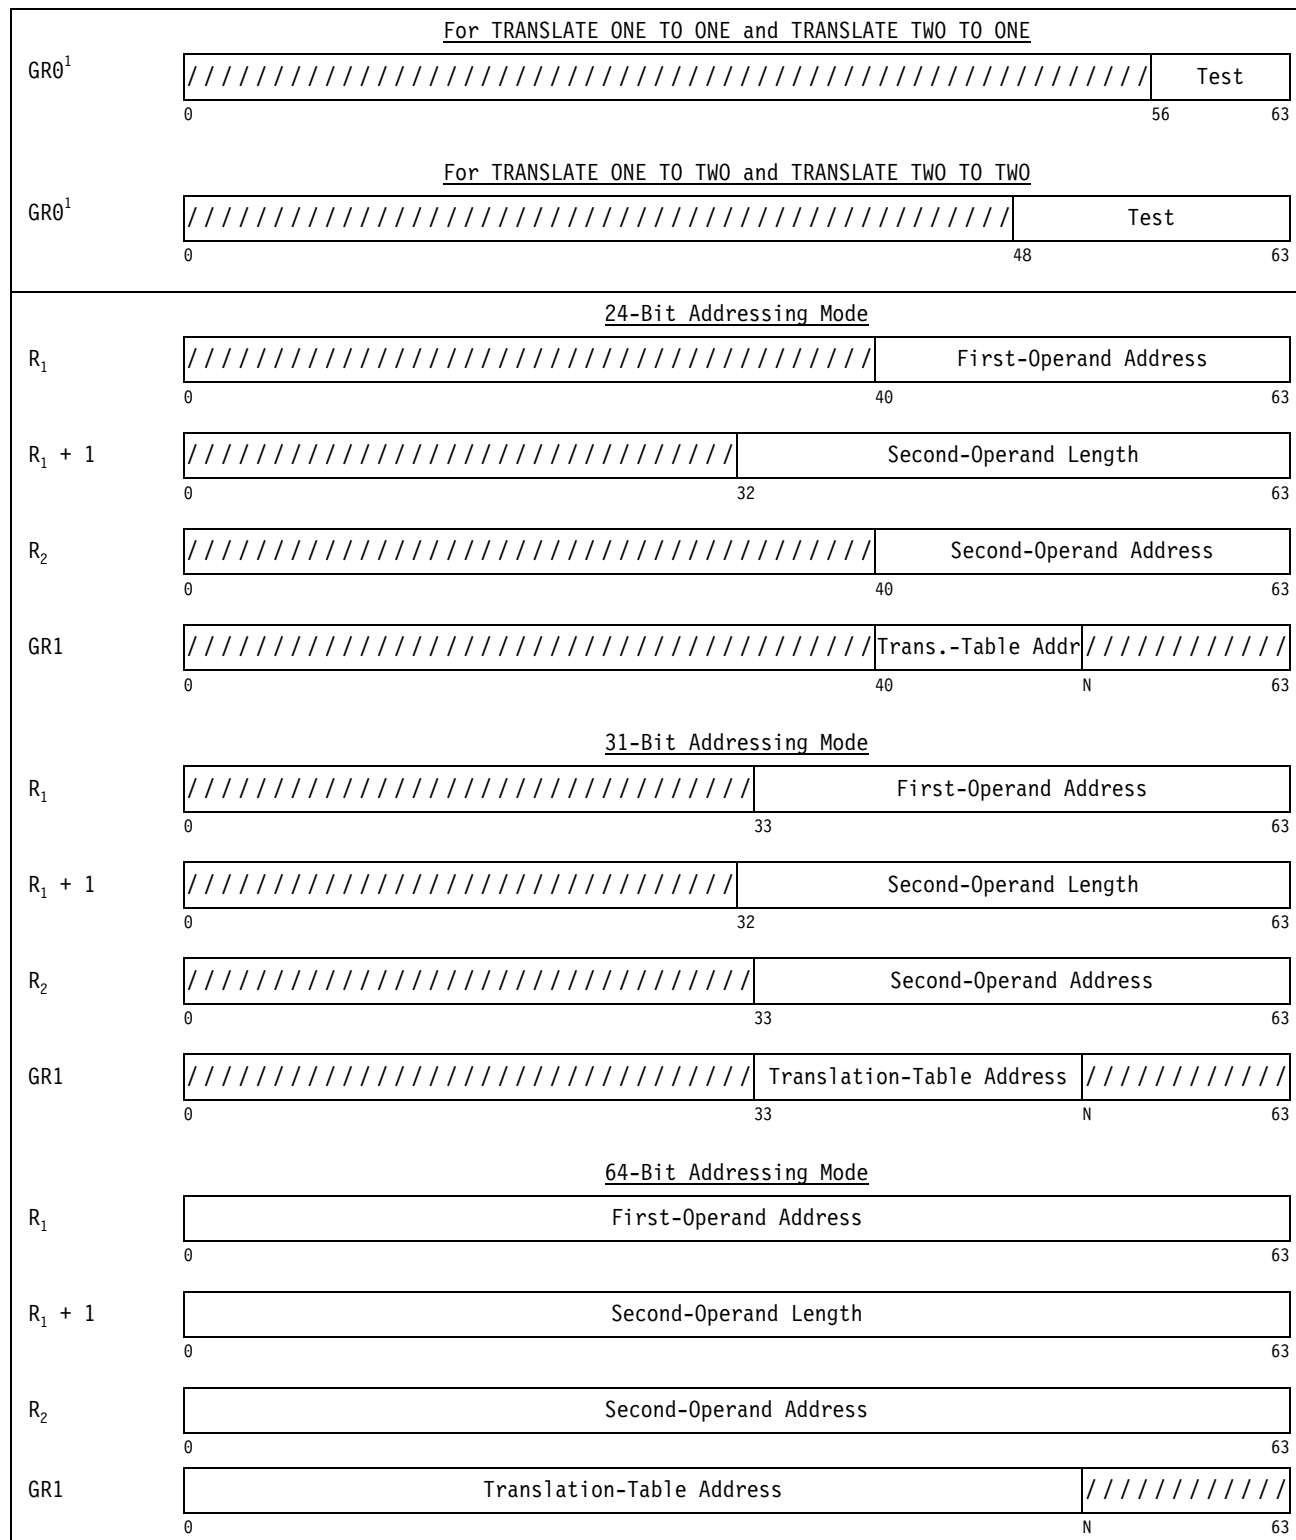 For TRANSLATE ONE TO ONE and TRANSLATE TWO TO ONE
GR0¹ ////////////////////////////////////////////////////////// Test
0 56 63
For TRANSLATE ONE TO TWO and TRANSLATE TWO TO TWO
GR0¹ ////////////////////////////////////////////////// Test
0 48 63
24-Bit Addressing Mode
R₁ ///////////////////////////////////////// First-Operand Address
0 40 63
R₁ + 1 ///////////////////////////////// Second-Operand Length
0 32 63
R₂ ///////////////////////////////////////// Second-Operand Address
0 40 63
GR1 ///////////////////////////////////////// Trans.-Table Addr ////////////
0 40 N 63
31-Bit Addressing Mode
R₁ ////////////////////////////////// First-Operand Address
0 33 63
R₁ + 1 ///////////////////////////////// Second-Operand Length
0 32 63
R₂ ////////////////////////////////// Second-Operand Address
0 33 63
GR1 ////////////////////////////////// Translation-Table Address ////////////
0 33 N 63
64-Bit Addressing Mode
R₁ First-Operand Address
0 63
R₁ + 1 Second-Operand Length
0 63
R₂ Second-Operand Address
0 63
GR1 Translation-Table Address ////////////
0 N 63